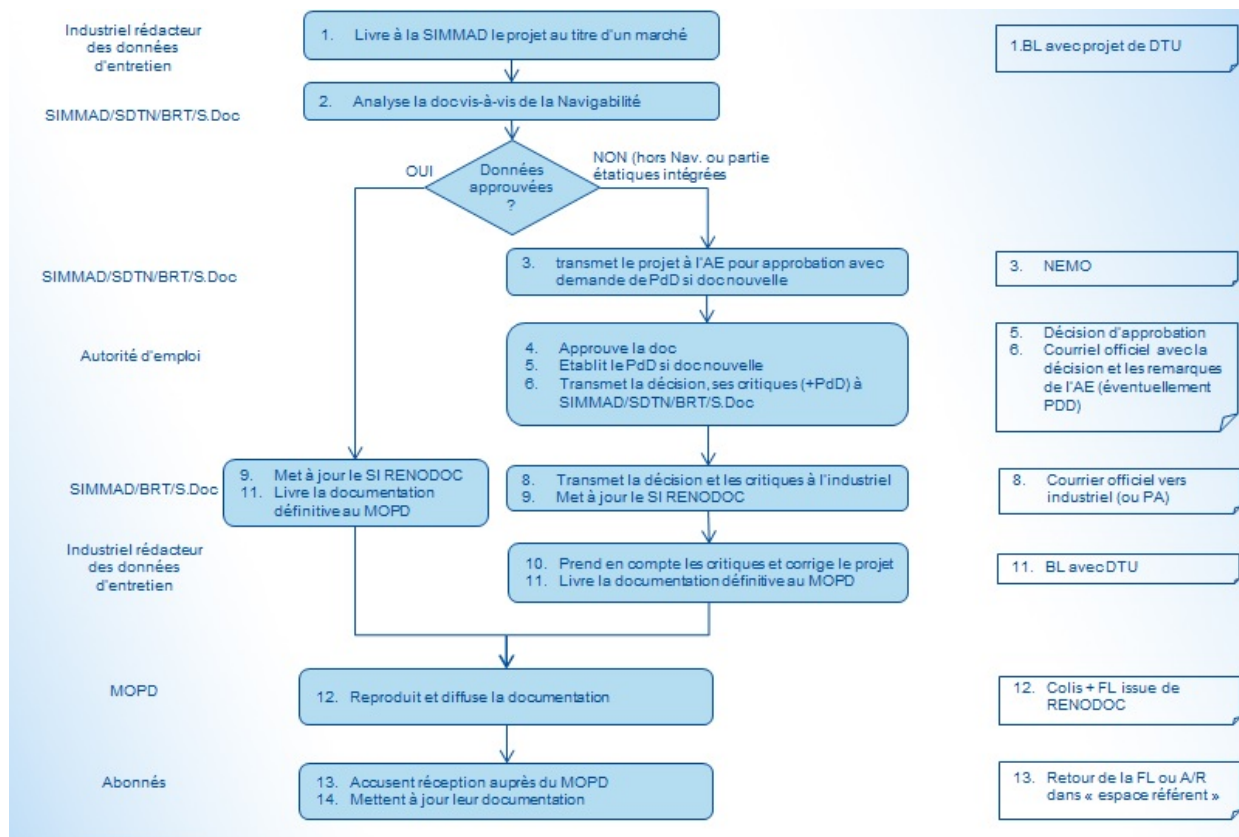 Industriel rédacteur
des données
d'entretien
1. Livre à la SIMMAD le projet au titre d'un marché
1.BL avec projet de DTU
SIMMAD/SDTN/BRT/S.Doc
2. Analyse la doc vis-à-vis de la Navigabilité
OUI
Données
approuvées
?
NON (hors Nav. ou partie
étatiques intégrées
SIMMAD/SDTN/BRT/S.Doc
3. transmet le projet à l'AE pour approbation avec
demande de PdD si doc nouvelle
3. NEMO
Autorité d'emploi
4. Approuve la doc
5. Etablit le PdD si doc nouvelle
6. Transmet la décision, ses critiques (+PdD) à
SIMMAD/SDTN/BRT/S.Doc
5. Décision d'approbation
6. Courriel officiel avec la
décision et les remarques
de l'AE (éventuellement
PDD)
SIMMAD/BRT/S.Doc
9. Met à jour le SI RENODOC
11. Livre la documentation
définitive au MOPD
8. Transmet la décision et les critiques à l'industriel
9. Met à jour le SI RENODOC
8. Courrier officiel vers
industriel (ou PA)
Industriel rédacteur
des données
d'entretien
10. Prend en compte les critiques et corrige le projet
11. Livre la documentation définitive au MOPD
11. BL avec DTU
MOPD
12. Reproduit et diffuse la documentation
12. Colis + FL issue de
RENODOC
Abonnés
13. Accusent réception auprès du MOPD
14. Mettent à jour leur documentation
13. Retour de la FL ou A/R
dans « espace référent »